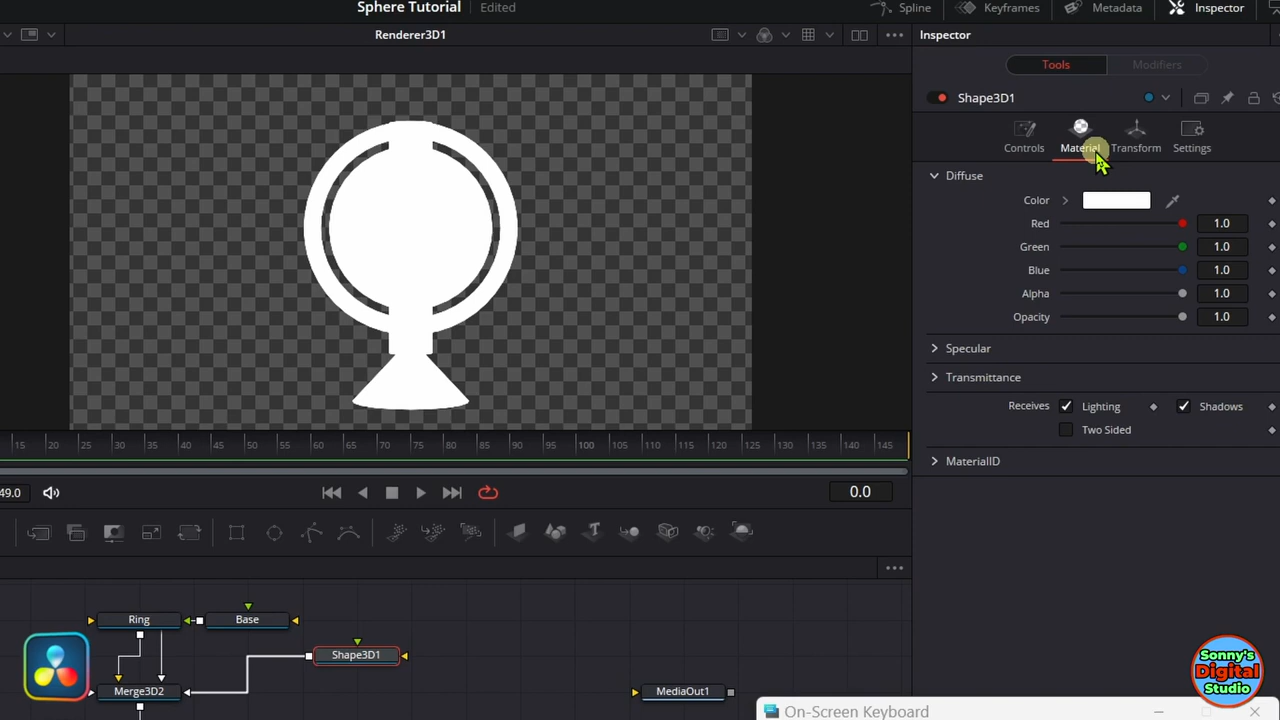 Sphere Tutorial Edited
Spline Keyframes Metadata Inspector
Renderer3D1
Inspector
Tools Modifiers
Shape3D1
Controls Material Transform Settings
Diffuse
Color
Red 1.0
Green 1.0
Blue 1.0
Alpha 1.0
Opacity 1.0
Specular
Transmittance
Receives Lighting Shadows
Two Sided
MaterialID
15 20 25 30 35 40 45 50 55 60 65 70 75 80 85 90 95 100 105 110 115 120 125 130 135 140 145
49.0 0.0
Ring Base
Shape3D1
Merge3D2 MediaOut1
Sonny's
Digital
Studio
On-Screen Keyboard